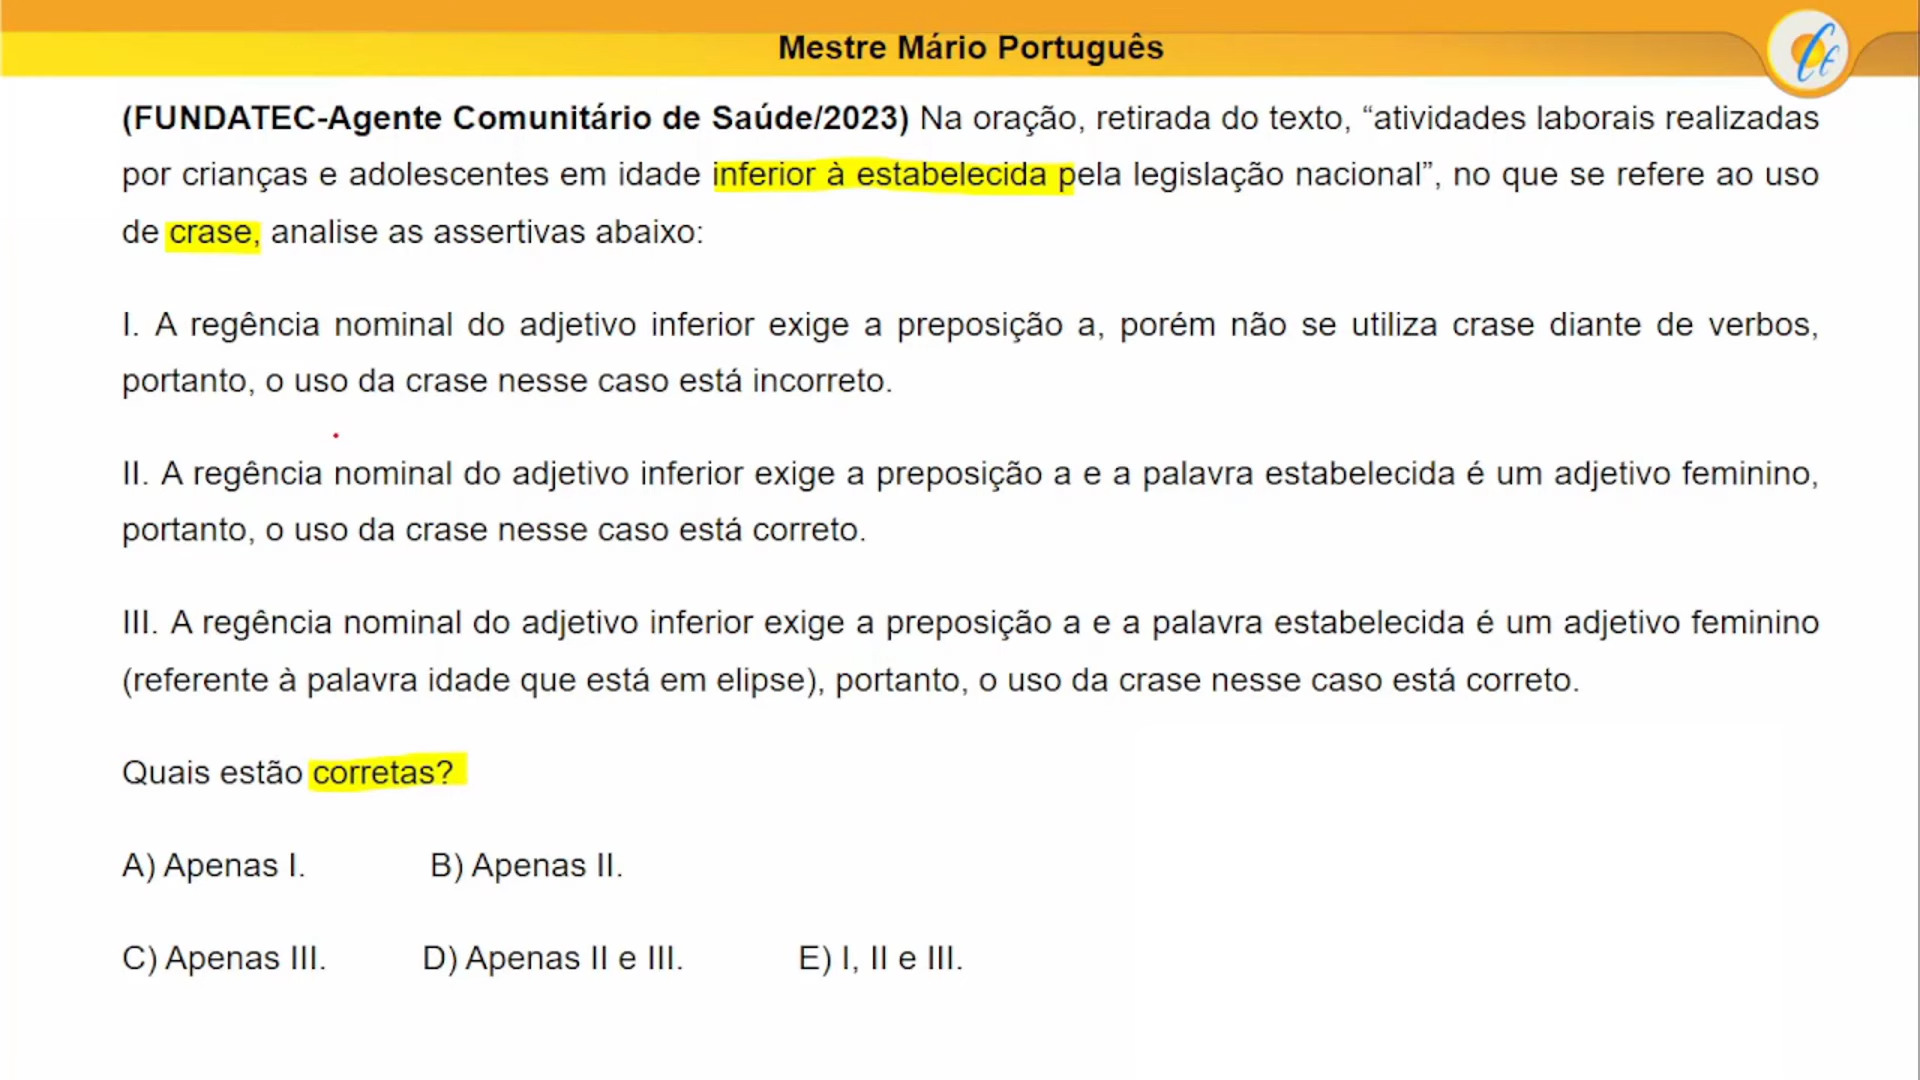 Mestre Mário Português
(FUNDATEC-Agente Comunitário de Saúde/2023) Na oração, retirada do texto, “atividades laborais realizadas
por crianças e adolescentes em idade inferior à estabelecida pela legislação nacional”, no que se refere ao uso
de crase, analise as assertivas abaixo:
I. A regência nominal do adjetivo inferior exige a preposição a, porém não se utiliza crase diante de verbos,
portanto, o uso da crase nesse caso está incorreto.
II. A regência nominal do adjetivo inferior exige a preposição a e a palavra estabelecida é um adjetivo feminino,
portanto, o uso da crase nesse caso está correto.
III. A regência nominal do adjetivo inferior exige a preposição a e a palavra estabelecida é um adjetivo feminino
(referente à palavra idade que está em elipse), portanto, o uso da crase nesse caso está correto.
Quais estão corretas?
A) Apenas I. B) Apenas II.
C) Apenas III. D) Apenas II e III. E) I, II e III.